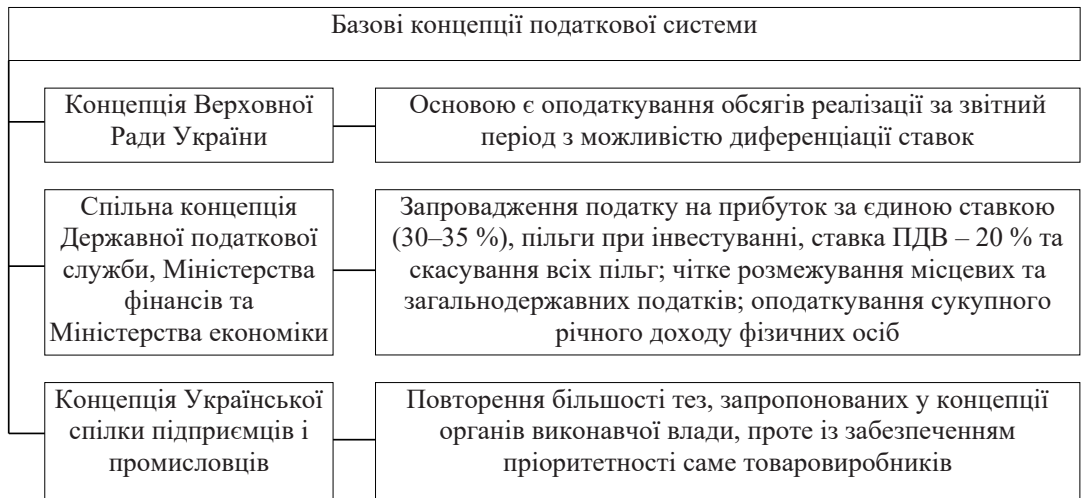 Базові концепції податкової системи
Концепція Верховної
Ради України
Основою є оподаткування обсягів реалізації за звітний
період з можливістю диференціації ставок
Спільна концепція
Державної податкової
служби, Міністерства
фінансів та
Міністерства економіки
Запровадження податку на прибуток за єдиною ставкою
(30–35 %), пільги при інвестуванні, ставка ПДВ – 20 % та
скасування всіх пільг; чітке розмежування місцевих та
загальнодержавних податків; оподаткування сукупного
річного доходу фізичних осіб
Концепція Української
спілки підприємців і
промисловців
Повторення більшості тез, запропонованих у концепції
органів виконавчої влади, проте із забезпеченням
пріоритетності саме товаровиробників